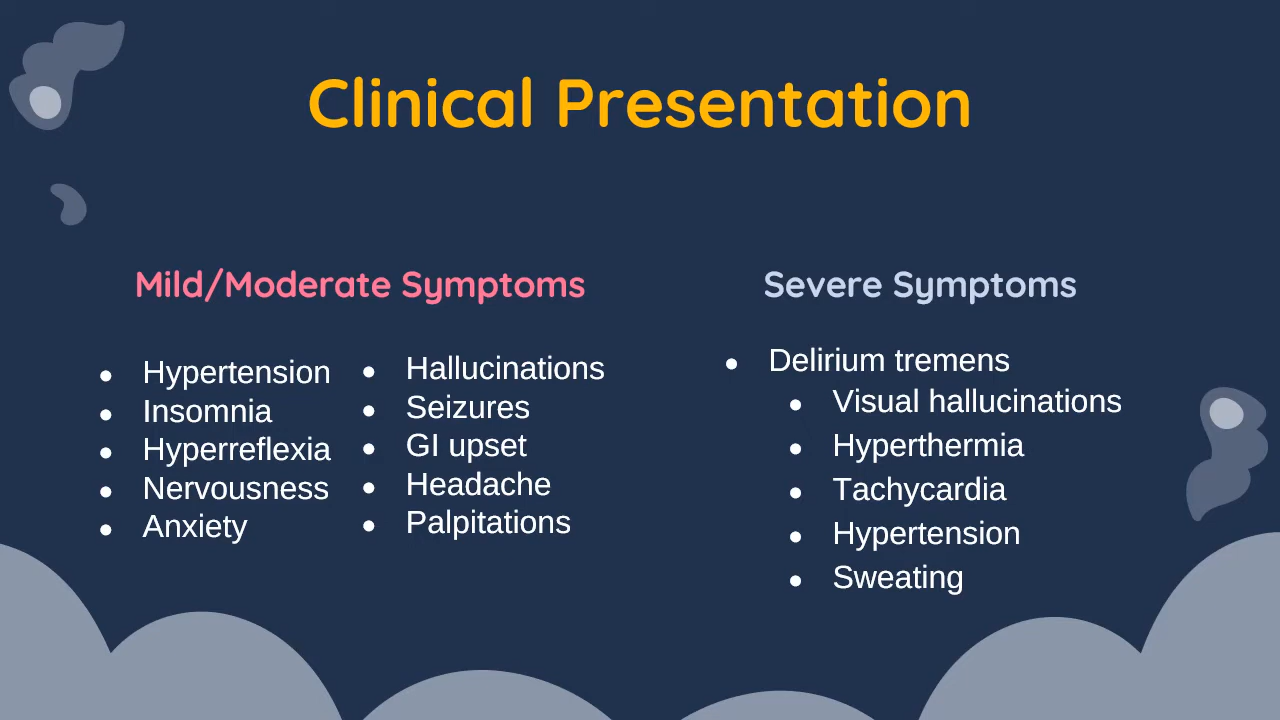 Clinical Presentation
Mild/Moderate Symptoms
Hypertension
Insomnia
Hyperreflexia
Nervousness
Anxiety
Hallucinations
Seizures
GI upset
Headache
Palpitations
Severe Symptoms
Delirium tremens
Visual hallucinations
Hyperthermia
Tachycardia
Hypertension
Sweating